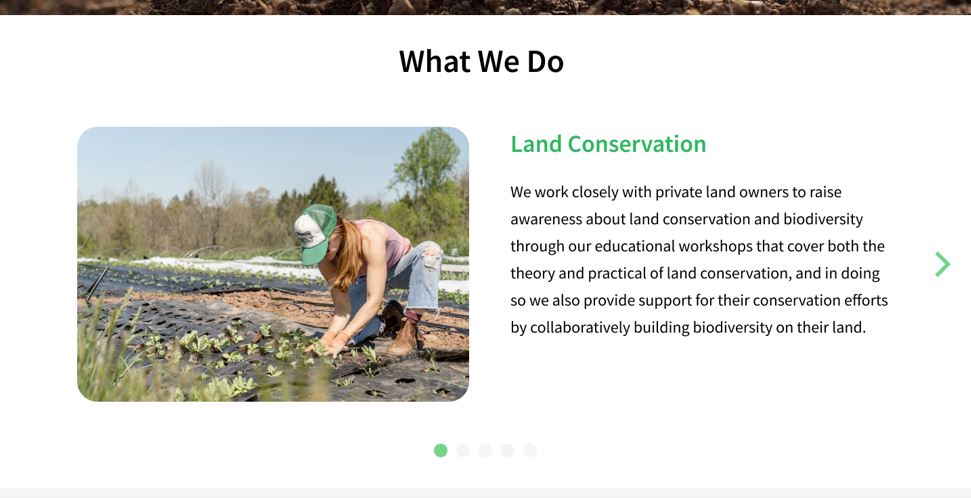 What We Do
Land Conservation
We work closely with private land owners to raise
awareness about land conservation and biodiversity
through our educational workshops that cover both the
theory and practical of land conservation, and in doing
so we also provide support for their conservation efforts
by collaboratively building biodiversity on their land.